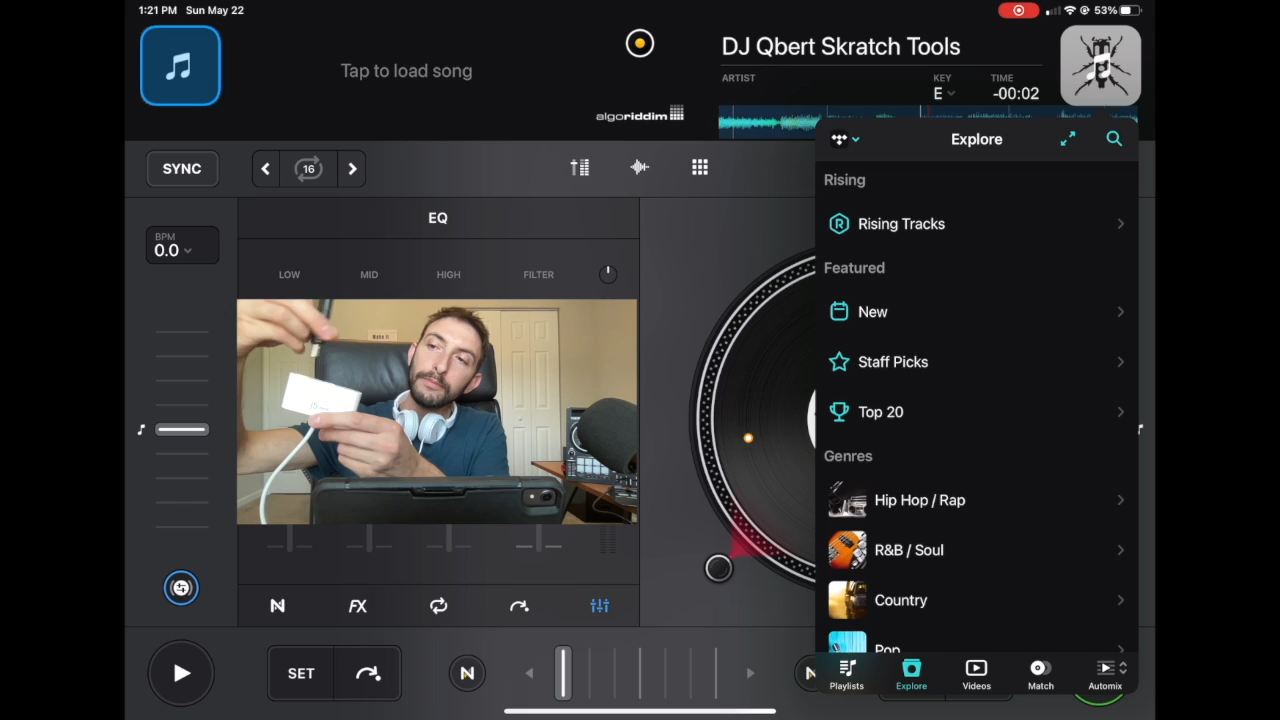 1:21 PM Sun May 22
53%
Tap to load song
algoriddim
DJ Qbert Skratch Tools
ARTIST
KEY
TIME
E
-00:02
SYNC
16
Explore
Rising
Rising Tracks
Featured
New
Staff Picks
Top 20
Genres
Hip Hop / Rap
R&B / Soul
Country
Pop
Playlists
Explore
Videos
Match
Automix
EQ
BPM
0.0
LOW
MID
HIGH
FILTER
Make it
N
FX
SET
N
N